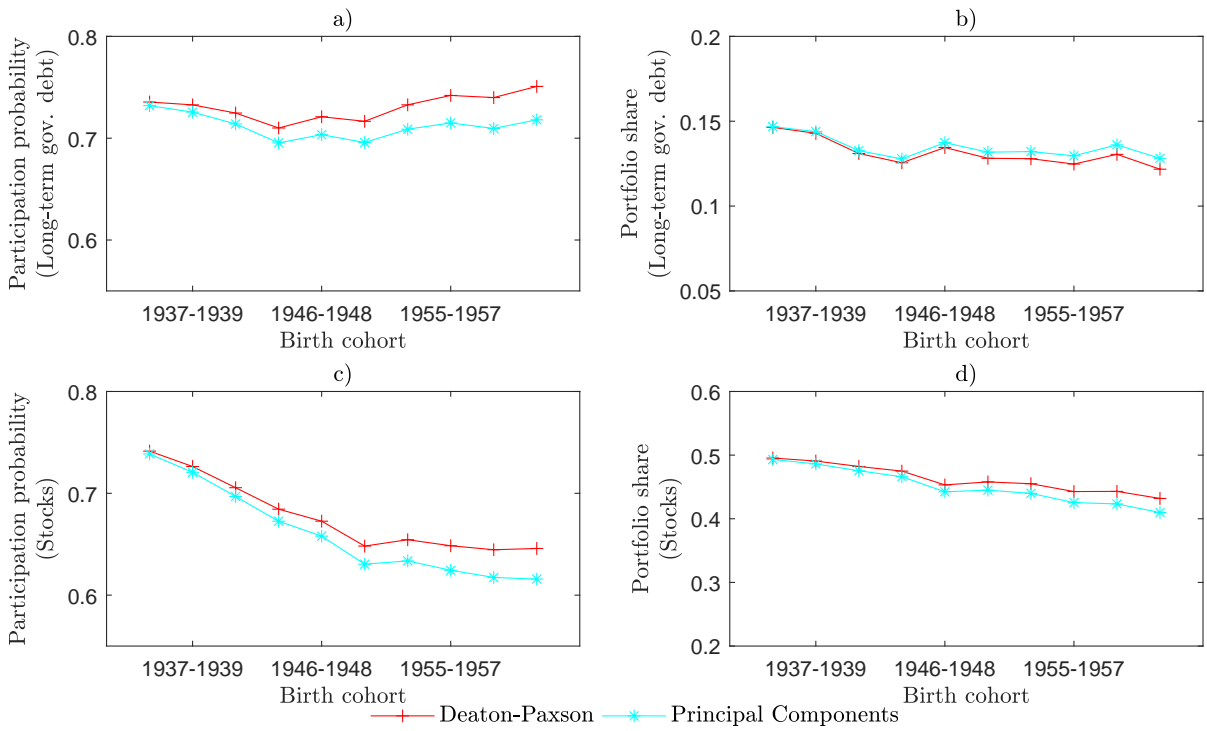 a)
Participation probability
(Long-term gov. debt)
0.8
0.7
0.6
1937-1939 1946-1948 1955-1957
Birth cohort
b)
Portfolio share
(Long-term gov. debt)
0.2
0.15
0.1
0.05
1937-1939 1946-1948 1955-1957
Birth cohort
c)
Participation probability
(Stocks)
0.8
0.7
0.6
1937-1939 1946-1948 1955-1957
Birth cohort
d)
Portfolio share
(Stocks)
0.6
0.5
0.4
0.3
0.2
1937-1939 1946-1948 1955-1957
Birth cohort
Deaton-Paxson Principal Components